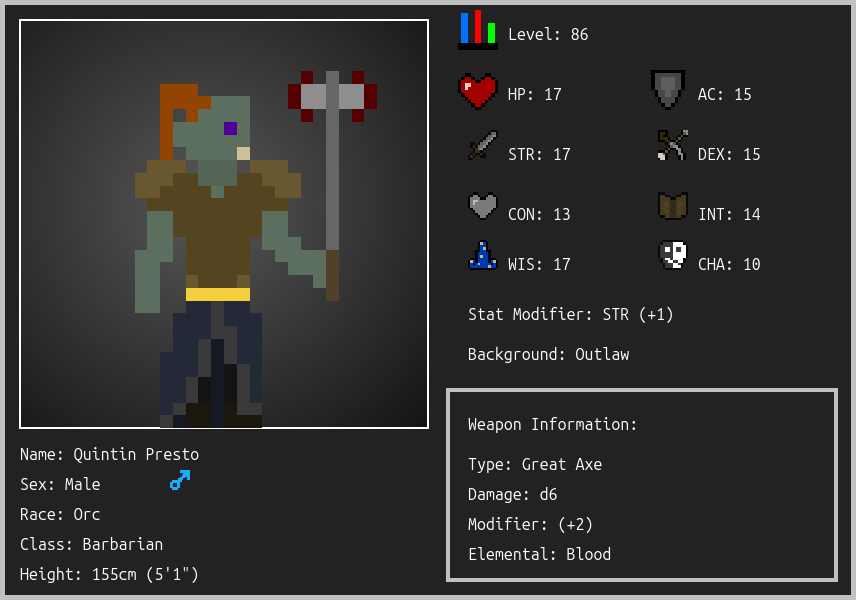 Level: 86
HP: 17
AC: 15
STR: 17
DEX: 15
CON: 13
INT: 14
WIS: 17
CHA: 10
Stat Modifier: STR (+1)
Background: Outlaw
Weapon Information:
Type: Great Axe
Damage: d6
Modifier: (+2)
Elemental: Blood
Name: Quintin Presto
Sex: Male
Race: Orc
Class: Barbarian
Height: 155cm (5'1")